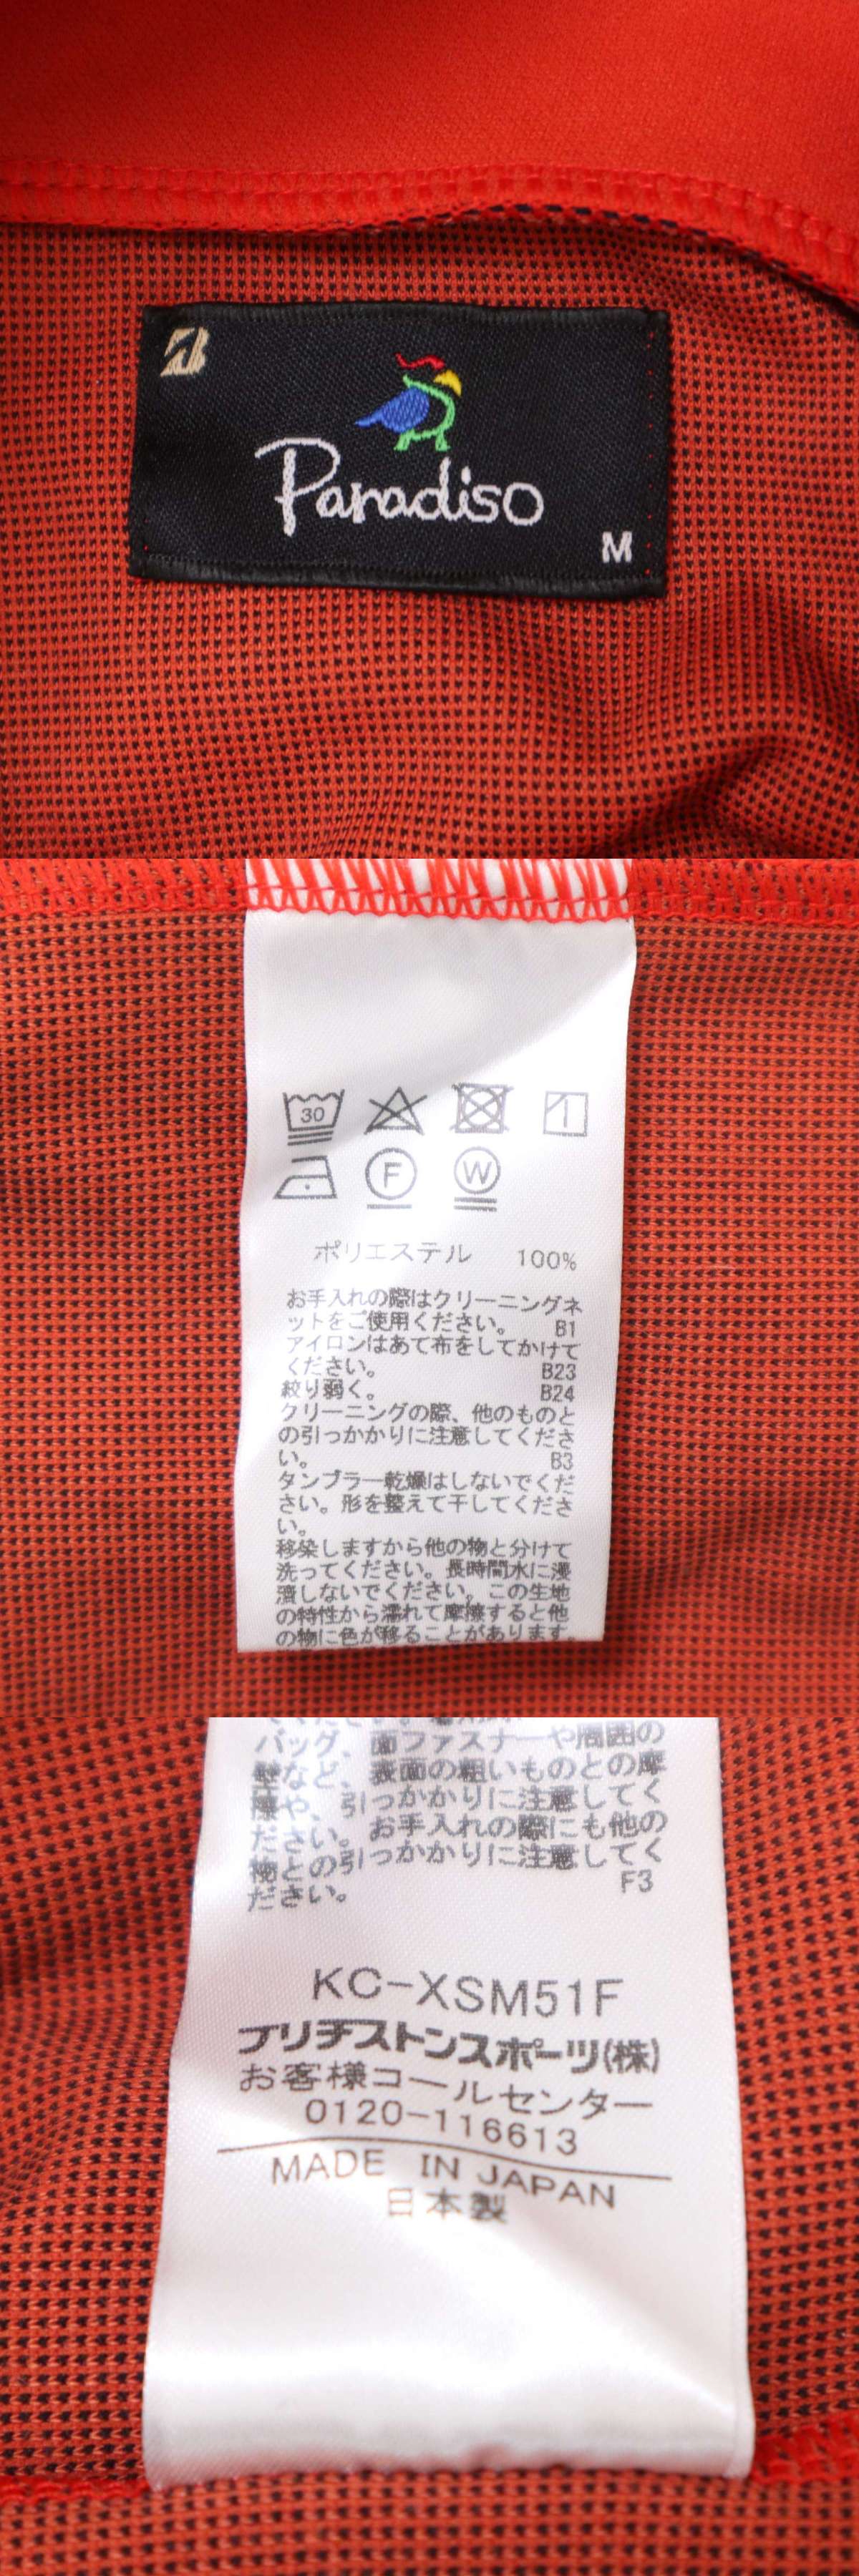 Paradiso
M
30
F W
ポリエステル 100%
お手入れの際はクリーニングネ
ットをご使用ください。 B1
アイロンはあて布をしてかけて
ください。 B23
絞り弱く。 B24
クリーニングの際、他のものと
の引っかかりに注意してくださ
い。 B3
タンブラー乾燥はしないでくだ
さい。形を整えて干してくださ
い。
移染しますから他の物と分けて
洗ってください。長時間水に浸
漬しないでください。この生地
の特性から濡れて摩擦すると他
の物に色が移ることがあります。
バッグ、面ファスナーや周囲の
壁など、表面の粗いものとの摩
擦や、引っかかりに注意してく
ださい。お手入れの際にも他の
物との引っかかりに注意してく
ださい。 F3
KC-XSM51F
ブリヂストンスポーツ(株)
お客様コールセンター
0120-116613
MADE IN JAPAN
日本製